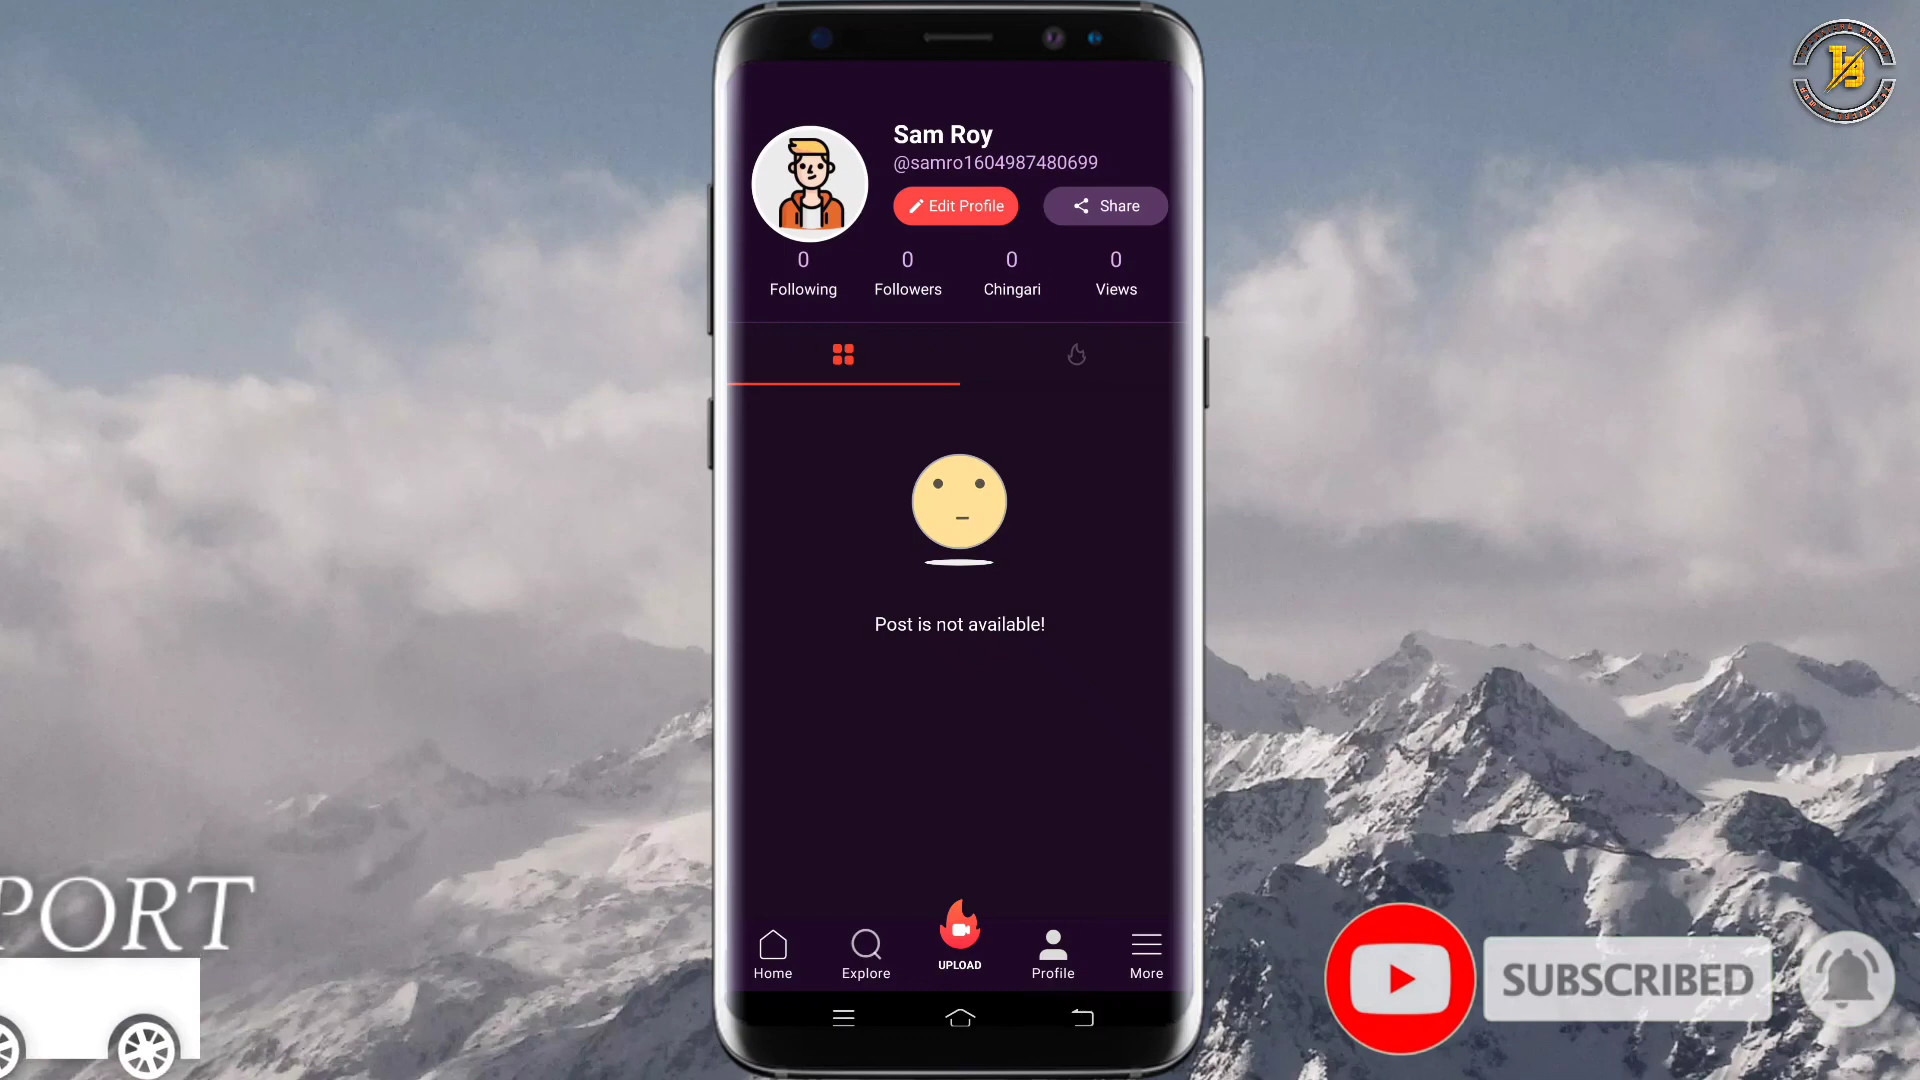 Sam Roy
@samro1604987480699
Edit Profile
Share
0
0
0
0
Following
Followers
Chingari
Views
Post is not available!
Home
Explore
UPLOAD
Profile
More
PORT
SUBSCRIBED